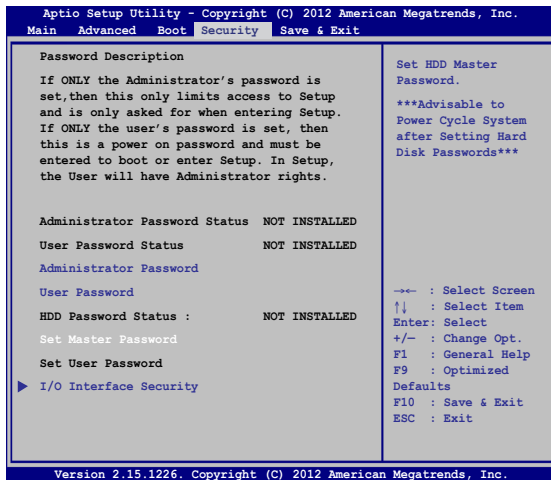 Aptio Setup Utility - Copyright (C) 2012 American Megatrends, Inc.
Main Advanced Boot Security Save & Exit
Password Description
If ONLY the Administrator's password is
set,then this only limits access to Setup
and is only asked for when entering Setup.
If ONLY the user's password is set, then
this is a power on password and must be
entered to boot or enter Setup. In Setup,
the User will have Administrator rights.
Administrator Password Status NOT INSTALLED
User Password Status NOT INSTALLED
Administrator Password
User Password
HDD Password Status : NOT INSTALLED
Set Master Password
Set User Password
I/O Interface Security
Set HDD Master
Password.
***Advisable to
Power Cycle System
after Setting Hard
Disk Passwords***
→← : Select Screen
↑↓ : Select Item
Enter: Select
+/— : Change Opt.
F1 : General Help
F9 : Optimized
Defaults
F10 : Save & Exit
ESC : Exit
Version 2.15.1226. Copyright (C) 2012 American Megatrends, Inc.